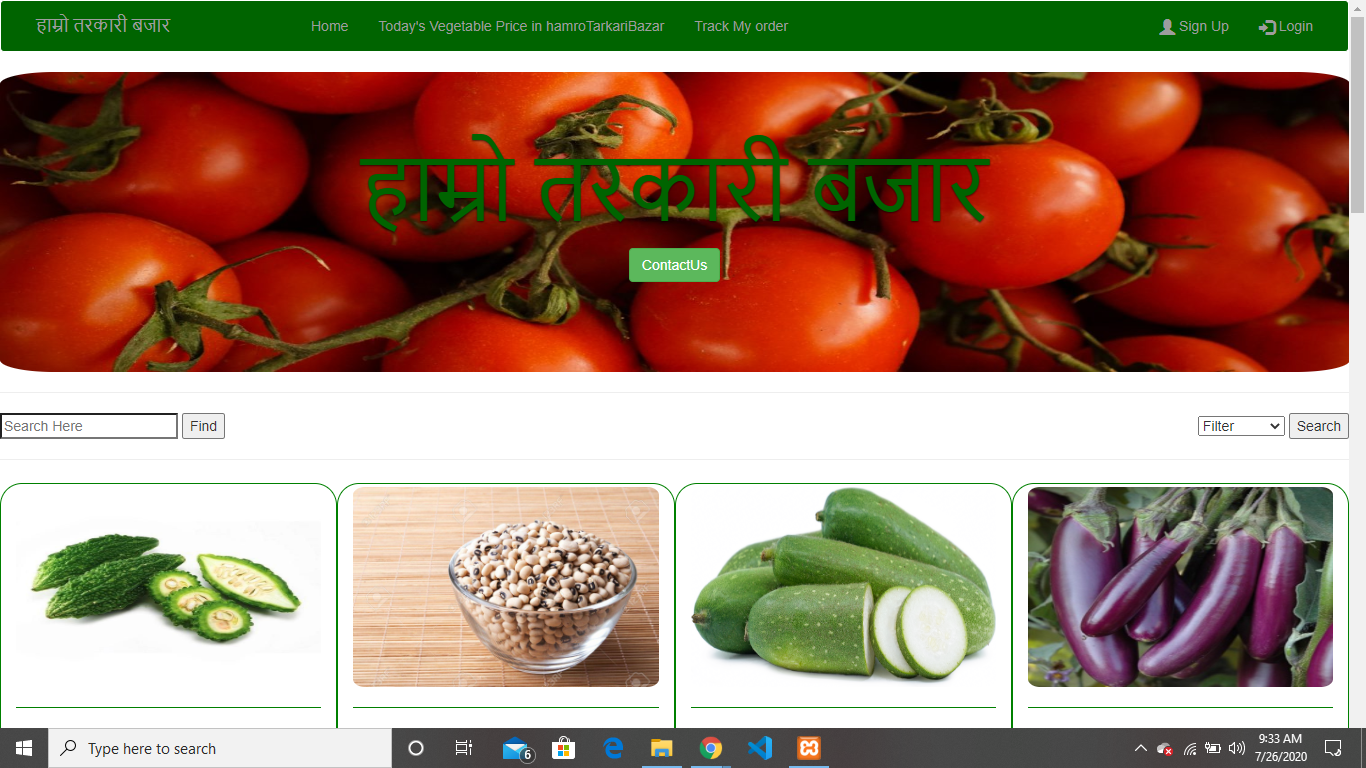 हाम्रो तरकारी बजार Home Today's Vegetable Price in hamroTarkariBazar Track My order Sign Up Login
हाम्रो तरकारी बजार
ContactUs
Search Here Find Filter Search
Type here to search 6 9:33 AM
7/26/2020